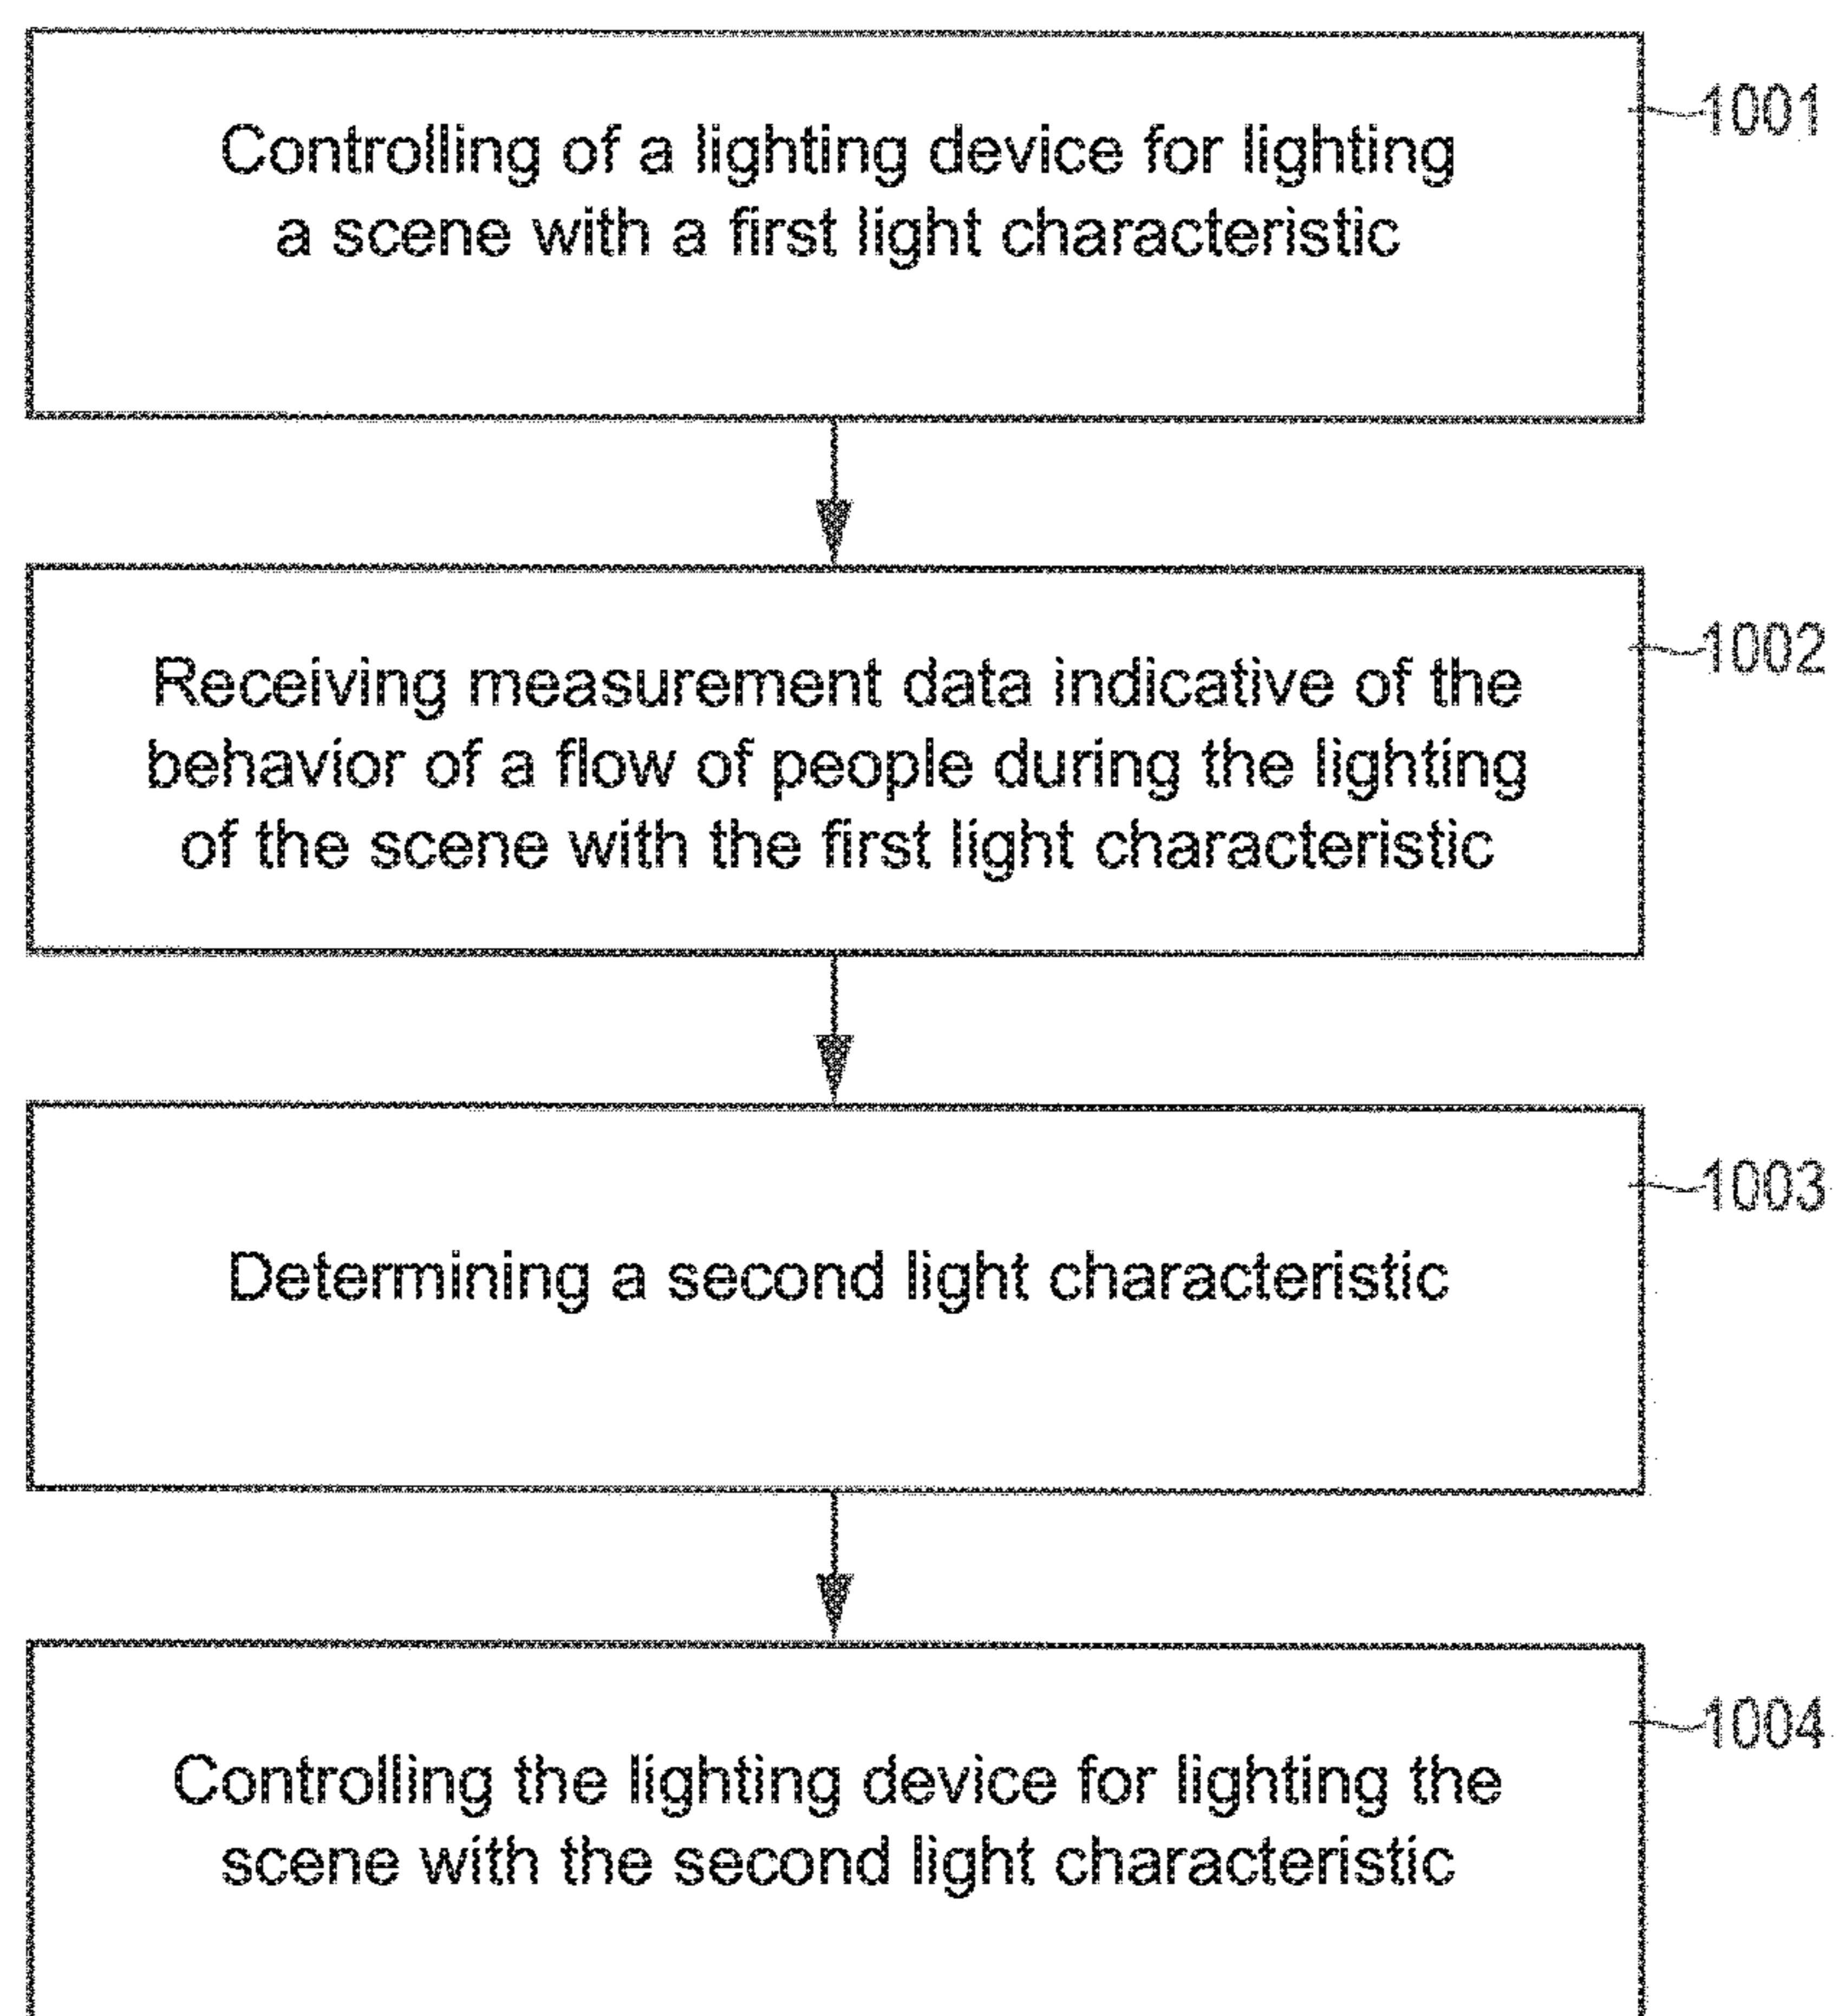 Controlling of a lighting device for lighting
a scene with a first light characteristic
1001
Receiving measurement data indicative of the
behavior of a flow of people during the lighting
of the scene with the first light characteristic
1002
Determining a second light characteristic
1003
Controlling the lighting device for lighting the
scene with the second light characteristic
1004